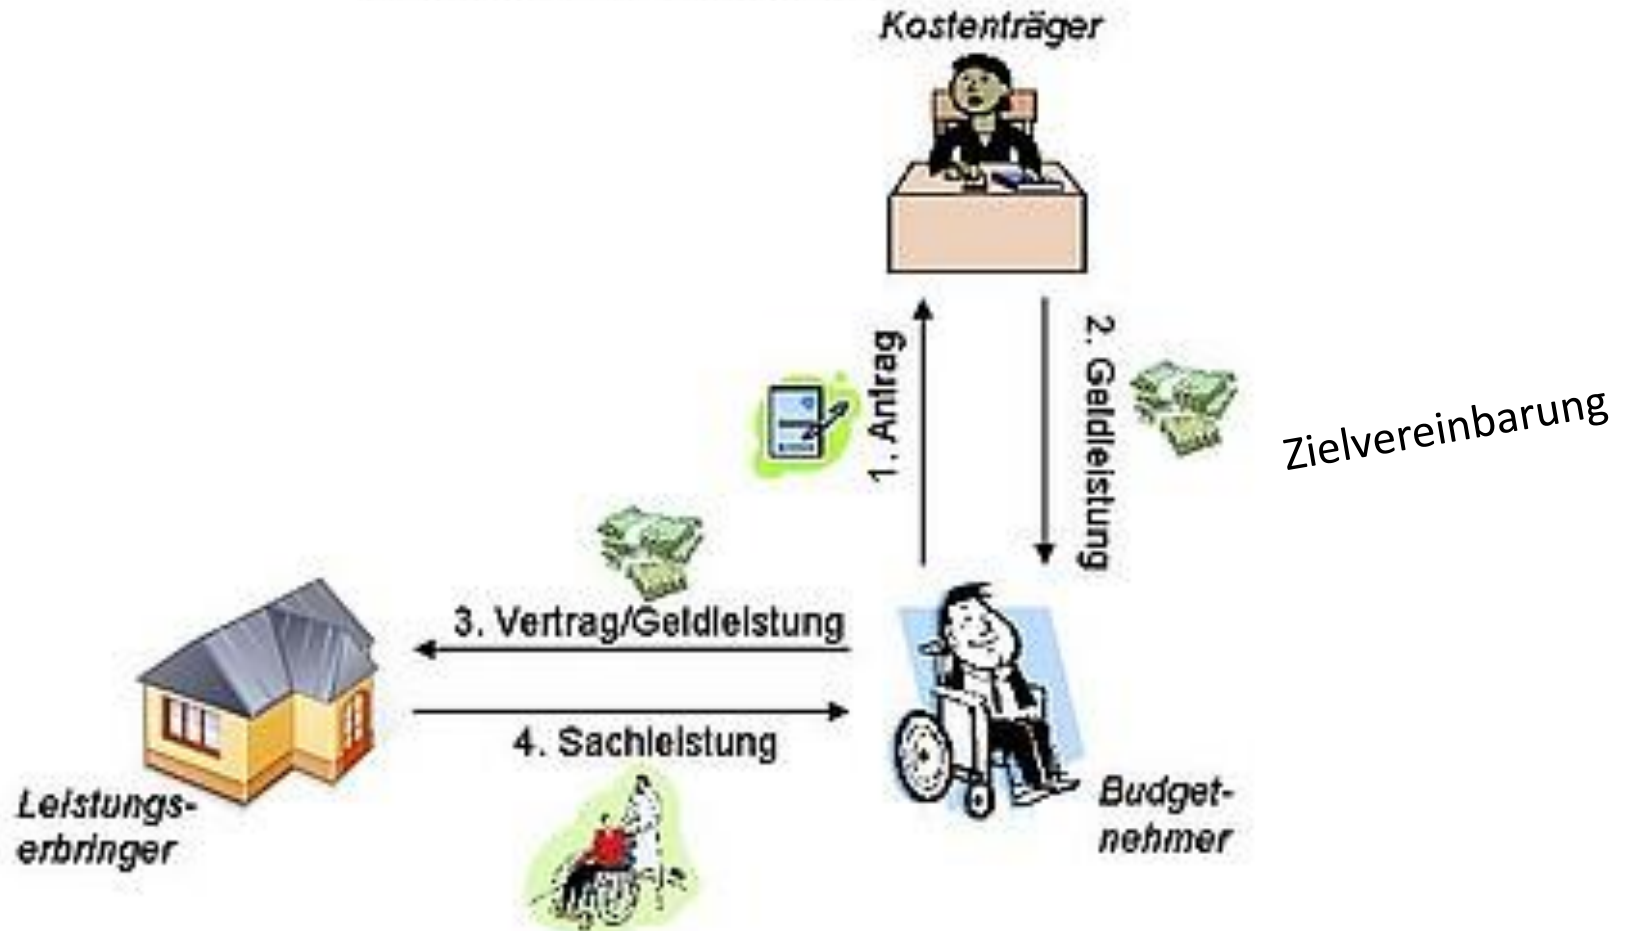 Kostenträger
1. Antrag
2. Geldleistung
Zielvereinbarung
3. Vertrag/Geldleistung
4. Sachleistung
Leistungs-
erbringer
Budget-
nehmer